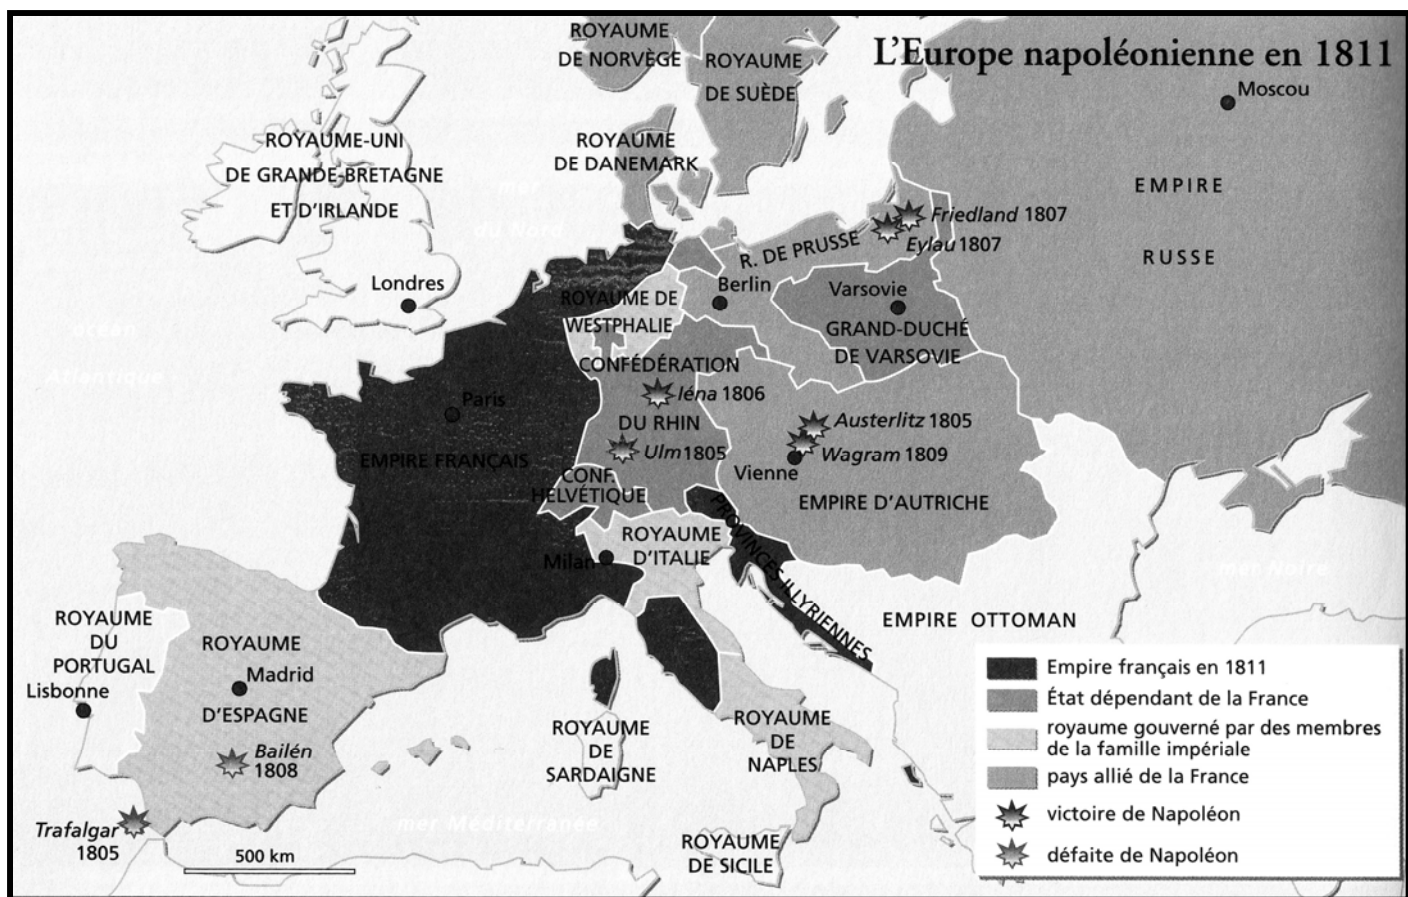 L'Europe napoléonienne en 1811
ROYAUME
DE NORVÈGE
ROYAUME
DE SUÈDE
Moscou
ROYAUME-UNI
DE GRANDE-BRETAGNE
ET D'IRLANDE
ROYAUME
DE DANEMARK
mer
du Nord
EMPIRE
RUSSE
Friedland 1807
Eylau 1807
R. DE PRUSSE
Londres
Berlin
Varsovie
GRAND-DUCHÉ
DE VARSOVIE
ROYAUME DE
WESTPHALIE
océan
Atlantique
CONFÉDÉRATION
DU RHIN
Iéna 1806
Ulm 1805
Paris
EMPIRE FRANÇAIS
Austerlitz 1805
Wagram 1809
Vienne
EMPIRE D'AUTRICHE
CONF.
HELVÉTIQUE
ROYAUME
D'ITALIE
Milan
PROVINCES ILLYRIENNES
mer Noire
EMPIRE OTTOMAN
ROYAUME
DU
PORTUGAL
Lisbonne
ROYAUME
D'ESPAGNE
Madrid
Bailén
1808
Trafalgar
1805
500 km
mer Méditerranée
ROYAUME
DE
SARDAIGNE
ROYAUME
DE
NAPLES
ROYAUME
DE SICILE
Empire français en 1811
État dépendant de la France
royaume gouverné par des membres
de la famille impériale
pays allié de la France
victoire de Napoléon
défaite de Napoléon